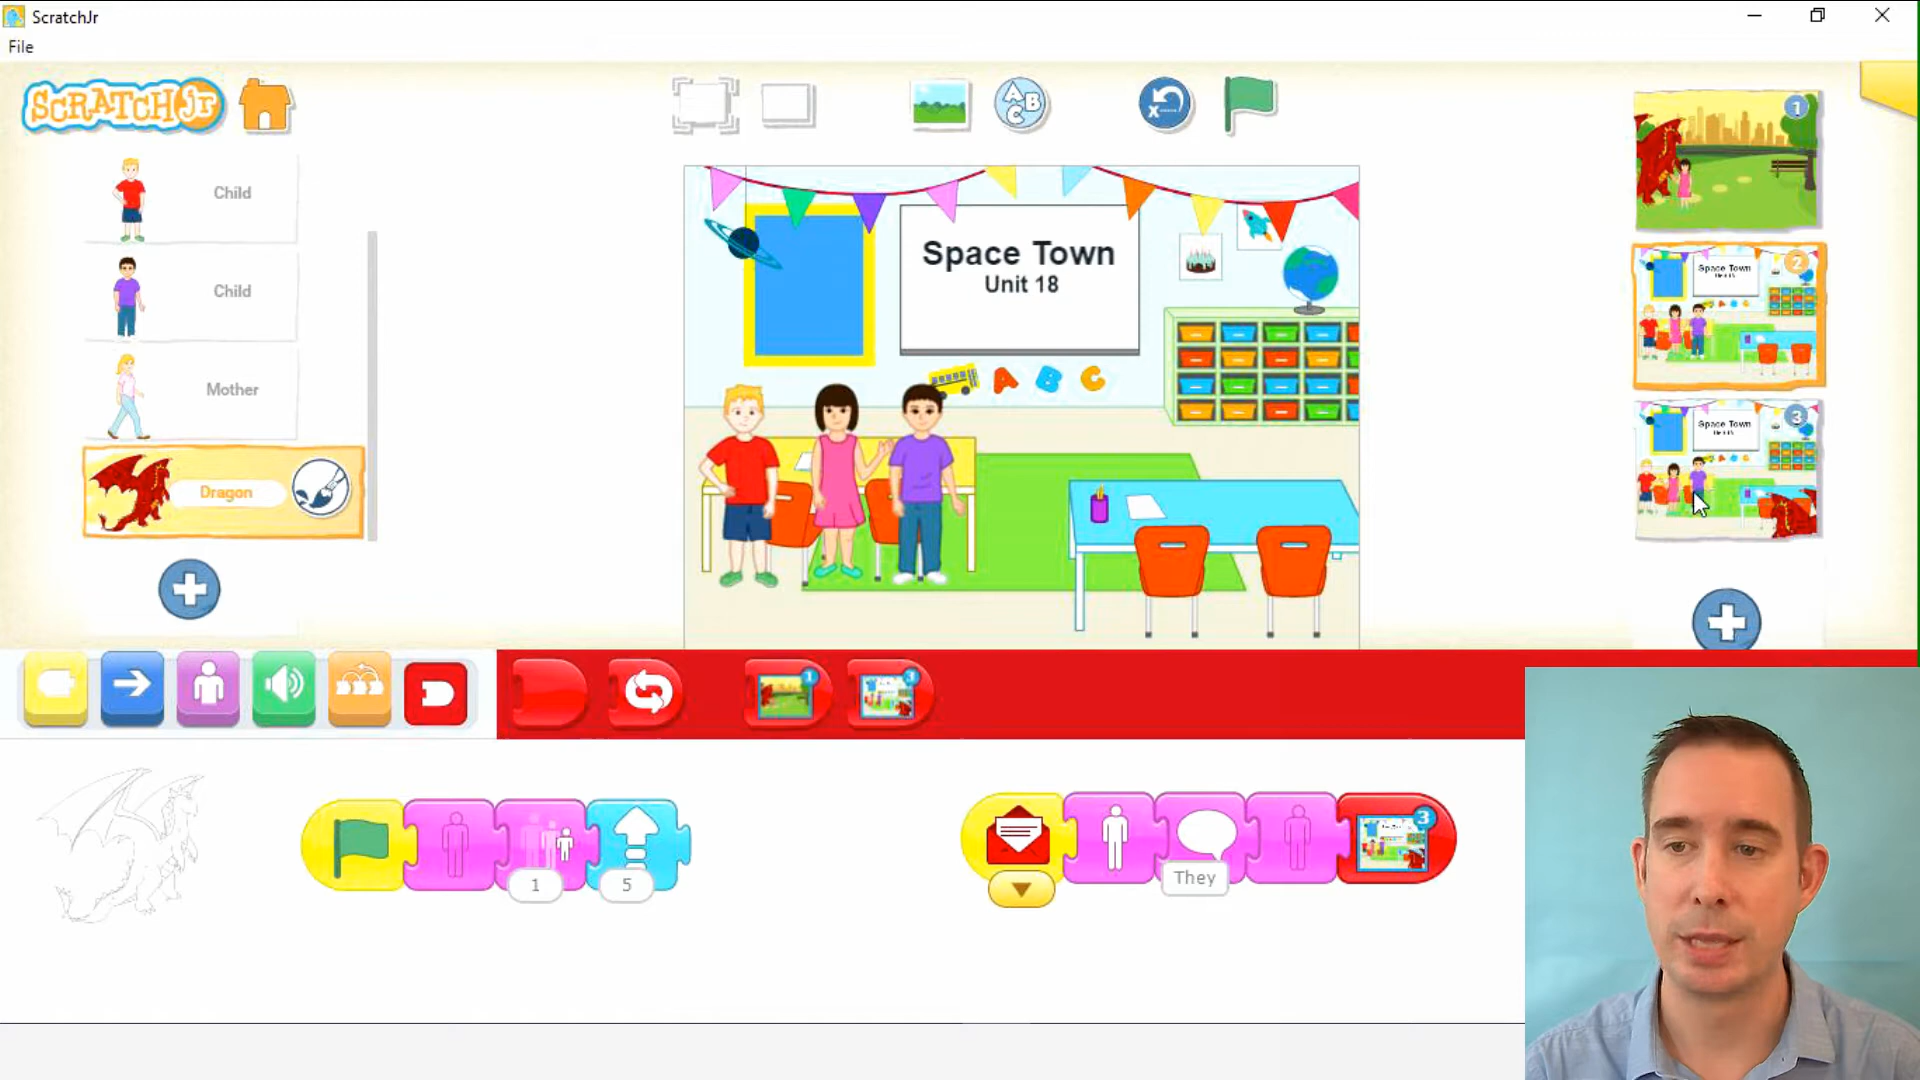 ScratchJr
File
SCRATCHJr
A
B
C
X
1
Child
Child
Mother
Dragon
Space Town
Unit 18
A B C
Space Town
2
Space Town
3
1
3
1
5
They
3